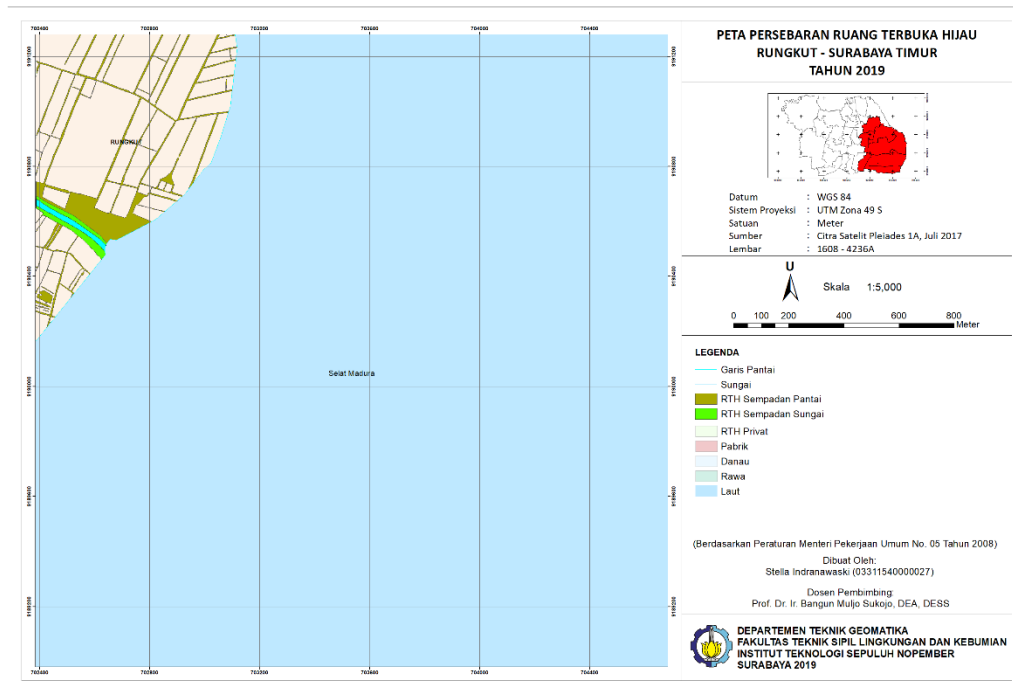 PETA PERSEBARAN RUANG TERBUKA HIJAU
RUNGKUT - SURABAYA TIMUR
TAHUN 2019
Datum : WGS 84
Sistem Proyeksi : UTM Zona 49 S
Satuan : Meter
Sumber : Citra Satelit Pleiades 1A, Juli 2017
Lembar : 1608 - 4236A
U
Skala 1:5,000
0 100 200 400 600 800
Meter
LEGENDA
Garis Pantai
Sungai
RTH Sempadan Pantai
RTH Sempadan Sungai
RTH Privat
Pabrik
Danau
Rawa
Laut
(Berdasarkan Peraturan Menteri Pekerjaan Umum No. 05 Tahun 2008)
Dibuat Oleh:
Stella Indranawaski (03311540000027)
Dosen Pembimbing:
Prof. Dr. Ir. Bangun Muljo Sukojo, DEA, DESS
DEPARTEMEN TEKNIK GEOMATIKA
FAKULTAS TEKNIK SIPIL LINGKUNGAN DAN KEBUMIAN
INSTITUT TEKNOLOGI SEPULUH NOPEMBER
SURABAYA 2019
RUNGKUT
Selat Madura